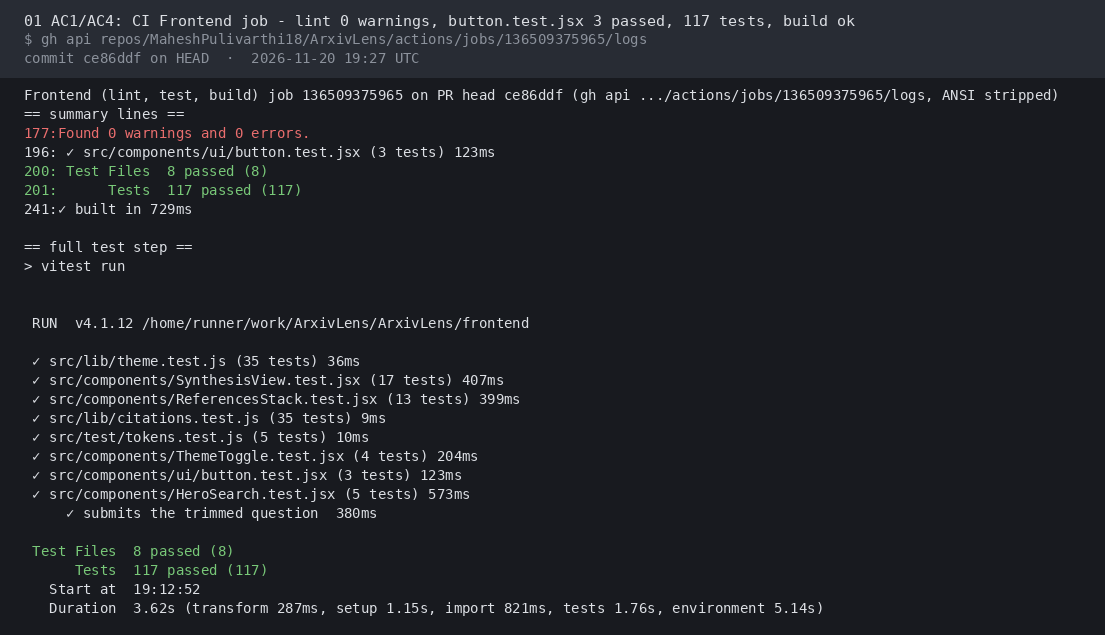 01 AC1/AC4: CI Frontend job - lint 0 warnings, button.test.jsx 3 passed, 117 tests, build ok
$ gh api repos/MaheshPulivarthi18/ArxivLens/actions/jobs/136509375965/logs
commit ce86ddf on HEAD  ·  2026-11-20 19:27 UTC
Frontend (lint, test, build) job 136509375965 on PR head ce86ddf (gh api .../actions/jobs/136509375965/logs, ANSI stripped)
== summary lines ==
177:Found 0 warnings and 0 errors.
196: ✓ src/components/ui/button.test.jsx (3 tests) 123ms
200: Test Files  8 passed (8)
201:      Tests  117 passed (117)
241:✓ built in 729ms
== full test step ==
> vitest run
RUN  v4.1.12 /home/runner/work/ArxivLens/ArxivLens/frontend
✓ src/lib/theme.test.js (35 tests) 36ms
✓ src/components/SynthesisView.test.jsx (17 tests) 407ms
✓ src/components/ReferencesStack.test.jsx (13 tests) 399ms
✓ src/lib/citations.test.js (35 tests) 9ms
✓ src/test/tokens.test.js (5 tests) 10ms
✓ src/components/ThemeToggle.test.jsx (4 tests) 204ms
✓ src/components/ui/button.test.jsx (3 tests) 123ms
✓ src/components/HeroSearch.test.jsx (5 tests) 573ms
✓ submits the trimmed question  380ms
Test Files  8 passed (8)
Tests  117 passed (117)
Start at  19:12:52
Duration  3.62s (transform 287ms, setup 1.15s, import 821ms, tests 1.76s, environment 5.14s)